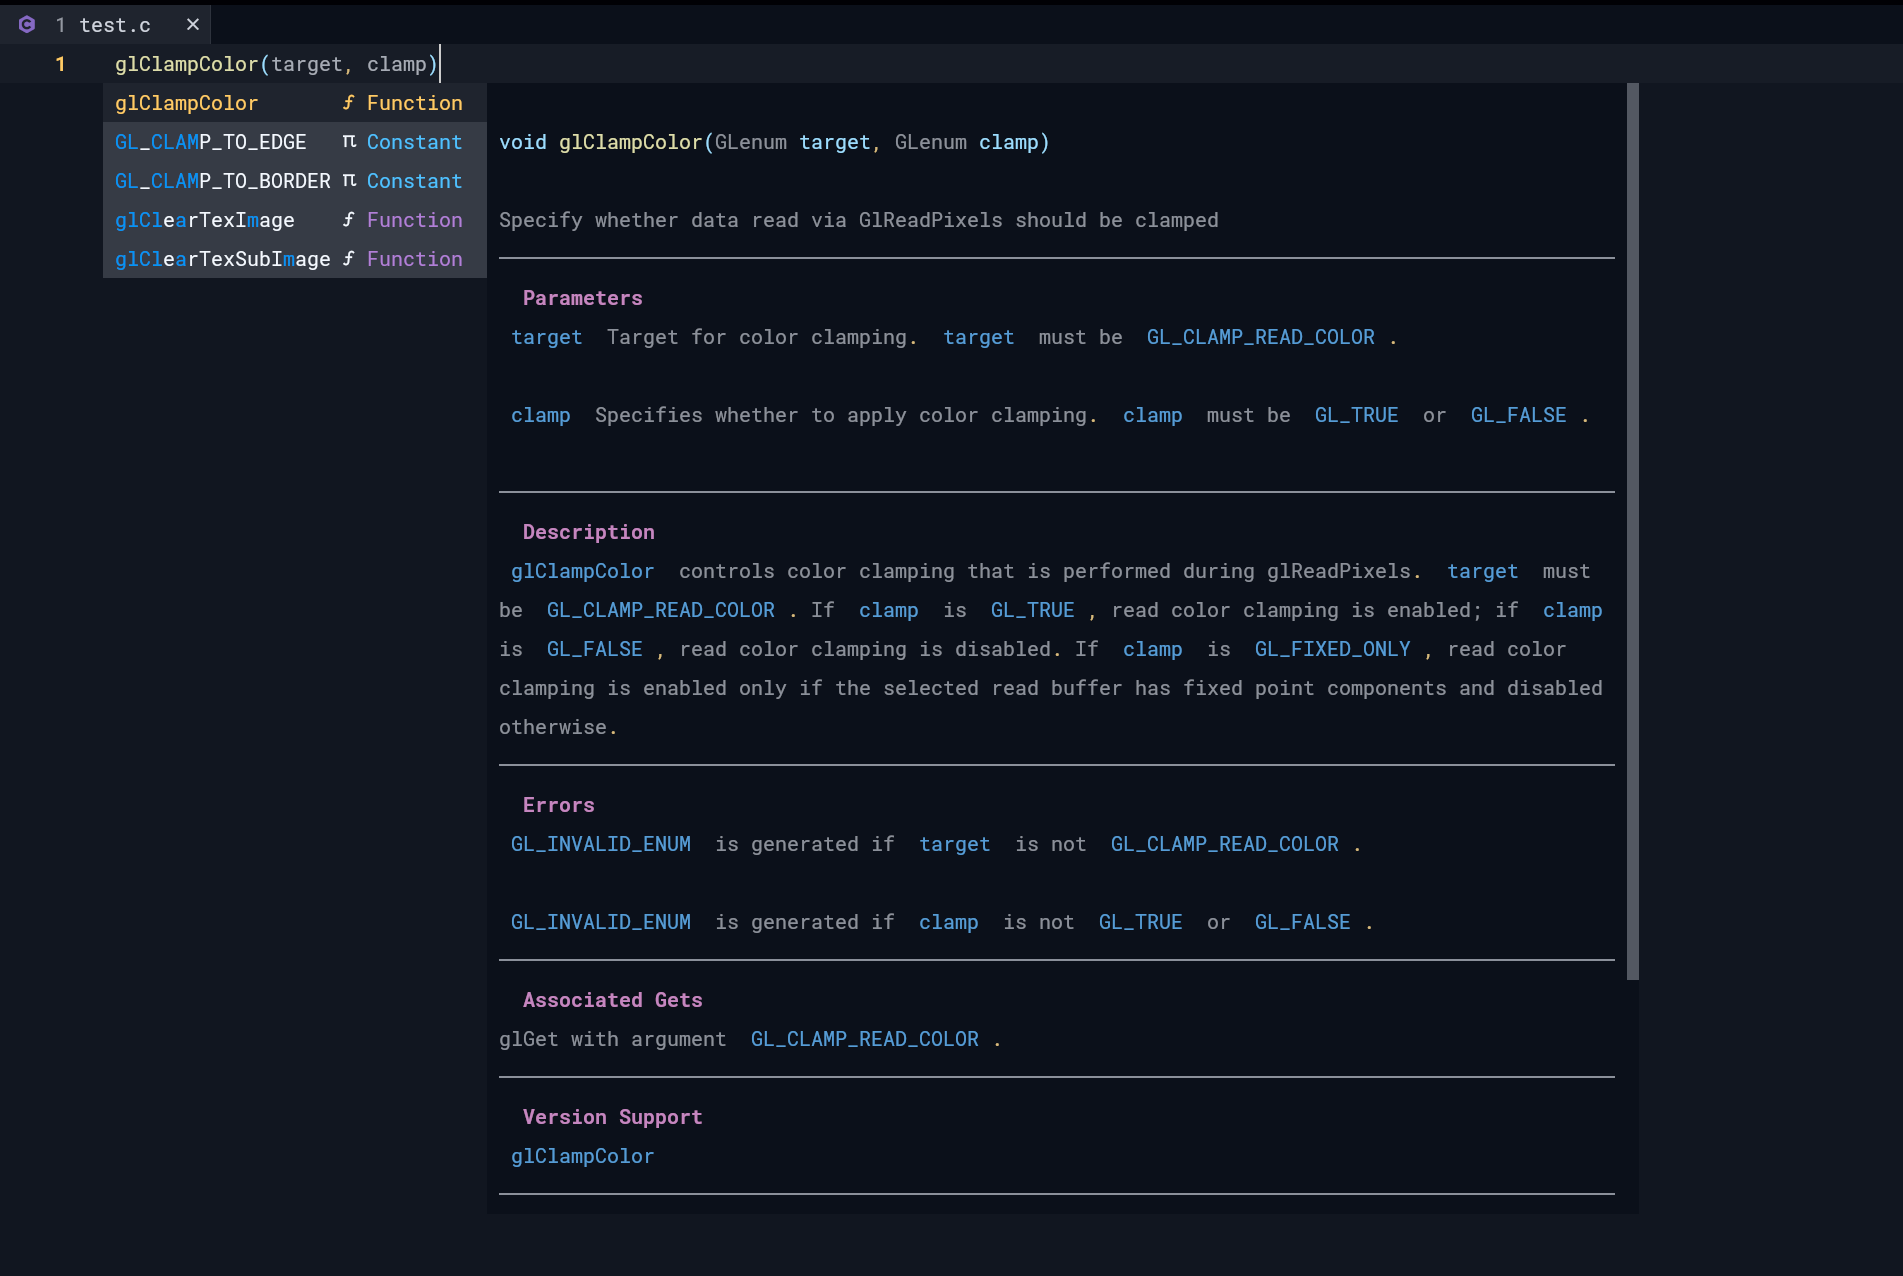 1 test.c ✕
1 glClampColor(target, clamp)
glClampColor ƒ Function
GL_CLAMP_TO_EDGE π Constant
GL_CLAMP_TO_BORDER π Constant
glClearTexImage ƒ Function
glClearTexSubImage ƒ Function
void glClampColor(GLenum target, GLenum clamp)
Specify whether data read via GlReadPixels should be clamped
Parameters
target Target for color clamping. target must be GL_CLAMP_READ_COLOR .
clamp Specifies whether to apply color clamping. clamp must be GL_TRUE or GL_FALSE .
Description
glClampColor controls color clamping that is performed during glReadPixels. target must
be GL_CLAMP_READ_COLOR . If clamp is GL_TRUE , read color clamping is enabled; if clamp
is GL_FALSE , read color clamping is disabled. If clamp is GL_FIXED_ONLY , read color
clamping is enabled only if the selected read buffer has fixed point components and disabled
otherwise.
Errors
GL_INVALID_ENUM is generated if target is not GL_CLAMP_READ_COLOR .
GL_INVALID_ENUM is generated if clamp is not GL_TRUE or GL_FALSE .
Associated Gets
glGet with argument GL_CLAMP_READ_COLOR .
Version Support
glClampColor